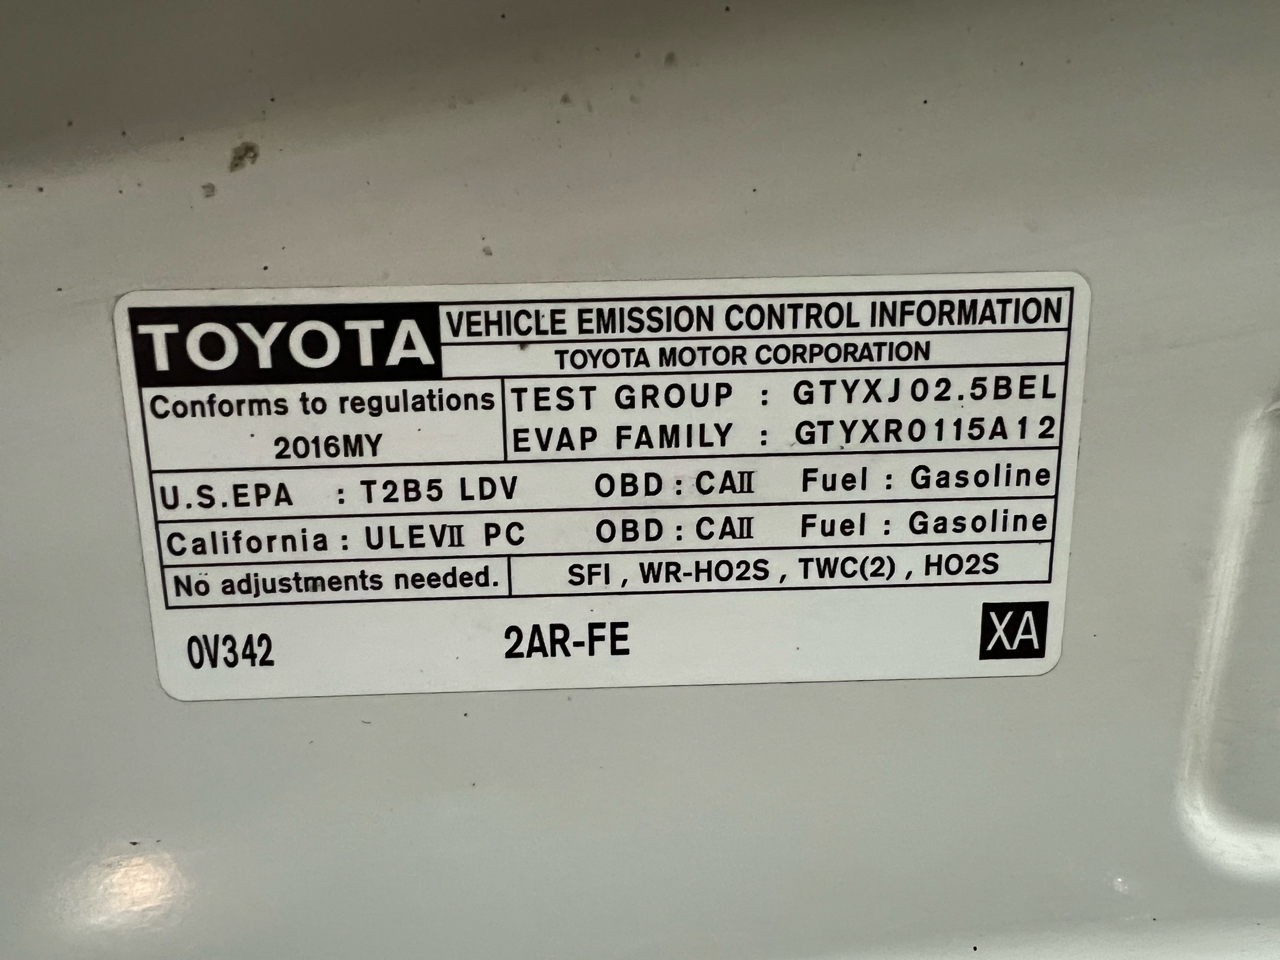 TOYOTA
VEHICLE EMISSION CONTROL INFORMATION
TOYOTA MOTOR CORPORATION
Conforms to regulations
2016MY
TEST GROUP : GTYXJ02.5BEL
EVAP FAMILY : GTYXR0115A12
U.S.EPA : T2B5 LDV OBD : CAⅡ Fuel : Gasoline
California : ULEVⅡ PC OBD : CAⅡ Fuel : Gasoline
No adjustments needed.
SFI , WR-HO2S , TWC(2) , HO2S
0V342
2AR-FE
XA